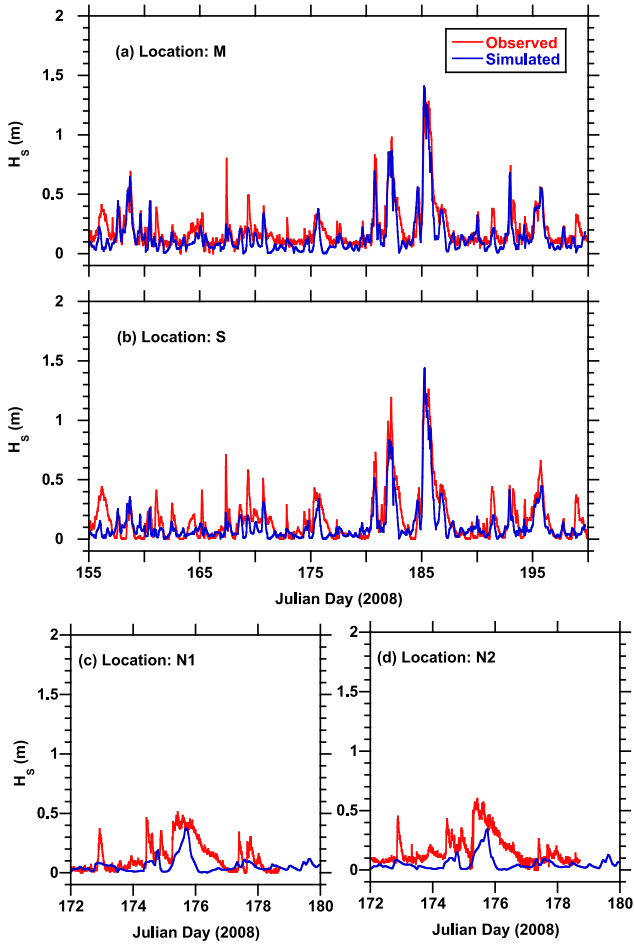 (a) Location: M
Observed
Simulated
H_s (m)
2
1.5
1
0.5
0
(b) Location: S
H_s (m)
2
1.5
1
0.5
0
155 165 175 185 195
Julian Day (2008)
(c) Location: N1
H_s (m)
2
1.5
1
0.5
0
172 174 176 178 180
Julian Day (2008)
(d) Location: N2
2
1.5
1
0.5
0
172 174 176 178 180
Julian Day (2008)